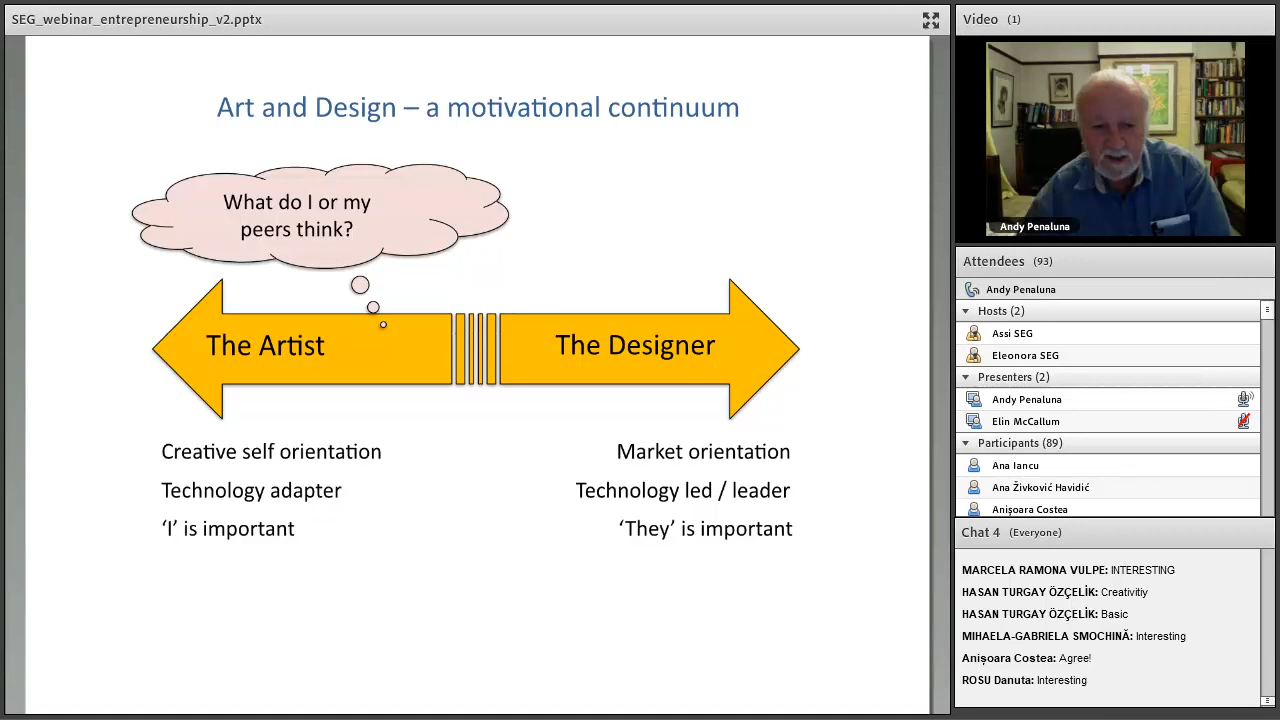 SEG_webinar_entrepreneurship_v2.pptx
Art and Design – a motivational continuum
What do I or my
peers think?
The Artist
The Designer
Creative self orientation
Technology adapter
‘I’ is important
Market orientation
Technology led / leader
‘They’ is important
Video (1)
Andy Penaluna
Attendees (93)
Andy Penaluna
Hosts (2)
Assi SEG
Eleonora SEG
Presenters (2)
Andy Penaluna
Elin McCallum
Participants (89)
Ana Iancu
Ana Živković Havidić
Anișoara Costea
Chat 4 (Everyone)
MARCELA RAMONA VULPE: INTERESTING
HASAN TURGAY ÖZÇELİK: Creativitiy
HASAN TURGAY ÖZÇELİK: Basic
MIHAELA-GABRIELA SMOCHINĂ: Interesting
Anișoara Costea: Agree!
ROSU Danuta: Interesting